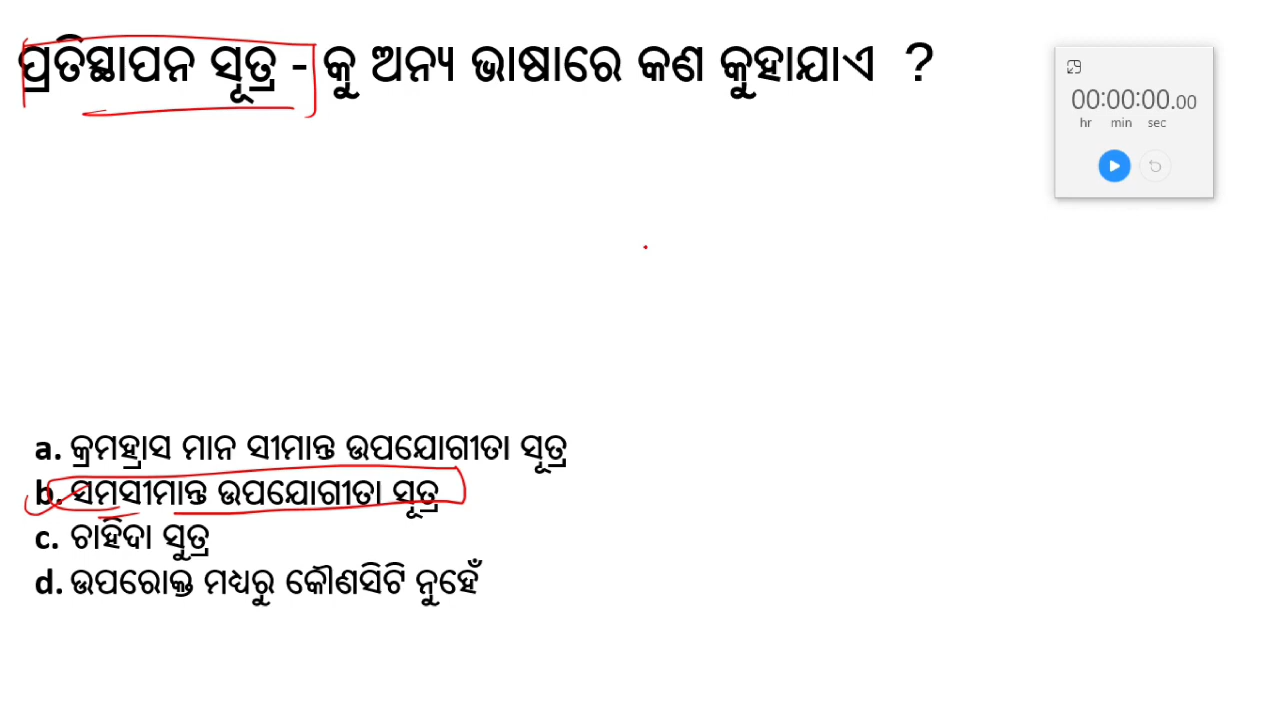 ପ୍ରତିସ୍ଥାପନ ସୂତ୍ର - କୁ ଅନ୍ୟ ଭାଷାରେ କଣ କୁହାଯାଏ ?
00:00:00.00
hr min sec
a. କ୍ରମହ୍ରାସ ମାନ ସୀମାନ୍ତ ଉପଯୋଗୀତା ସୂତ୍ର
b. ସମସୀମାନ୍ତ ଉପଯୋଗୀତା ସୂତ୍ର
c. ଚାହିଦା ସୁତ୍ର
d. ଉପରୋକ୍ତ ମଧ୍ୟରୁ କୌଣସିଟି ନୁହେଁ